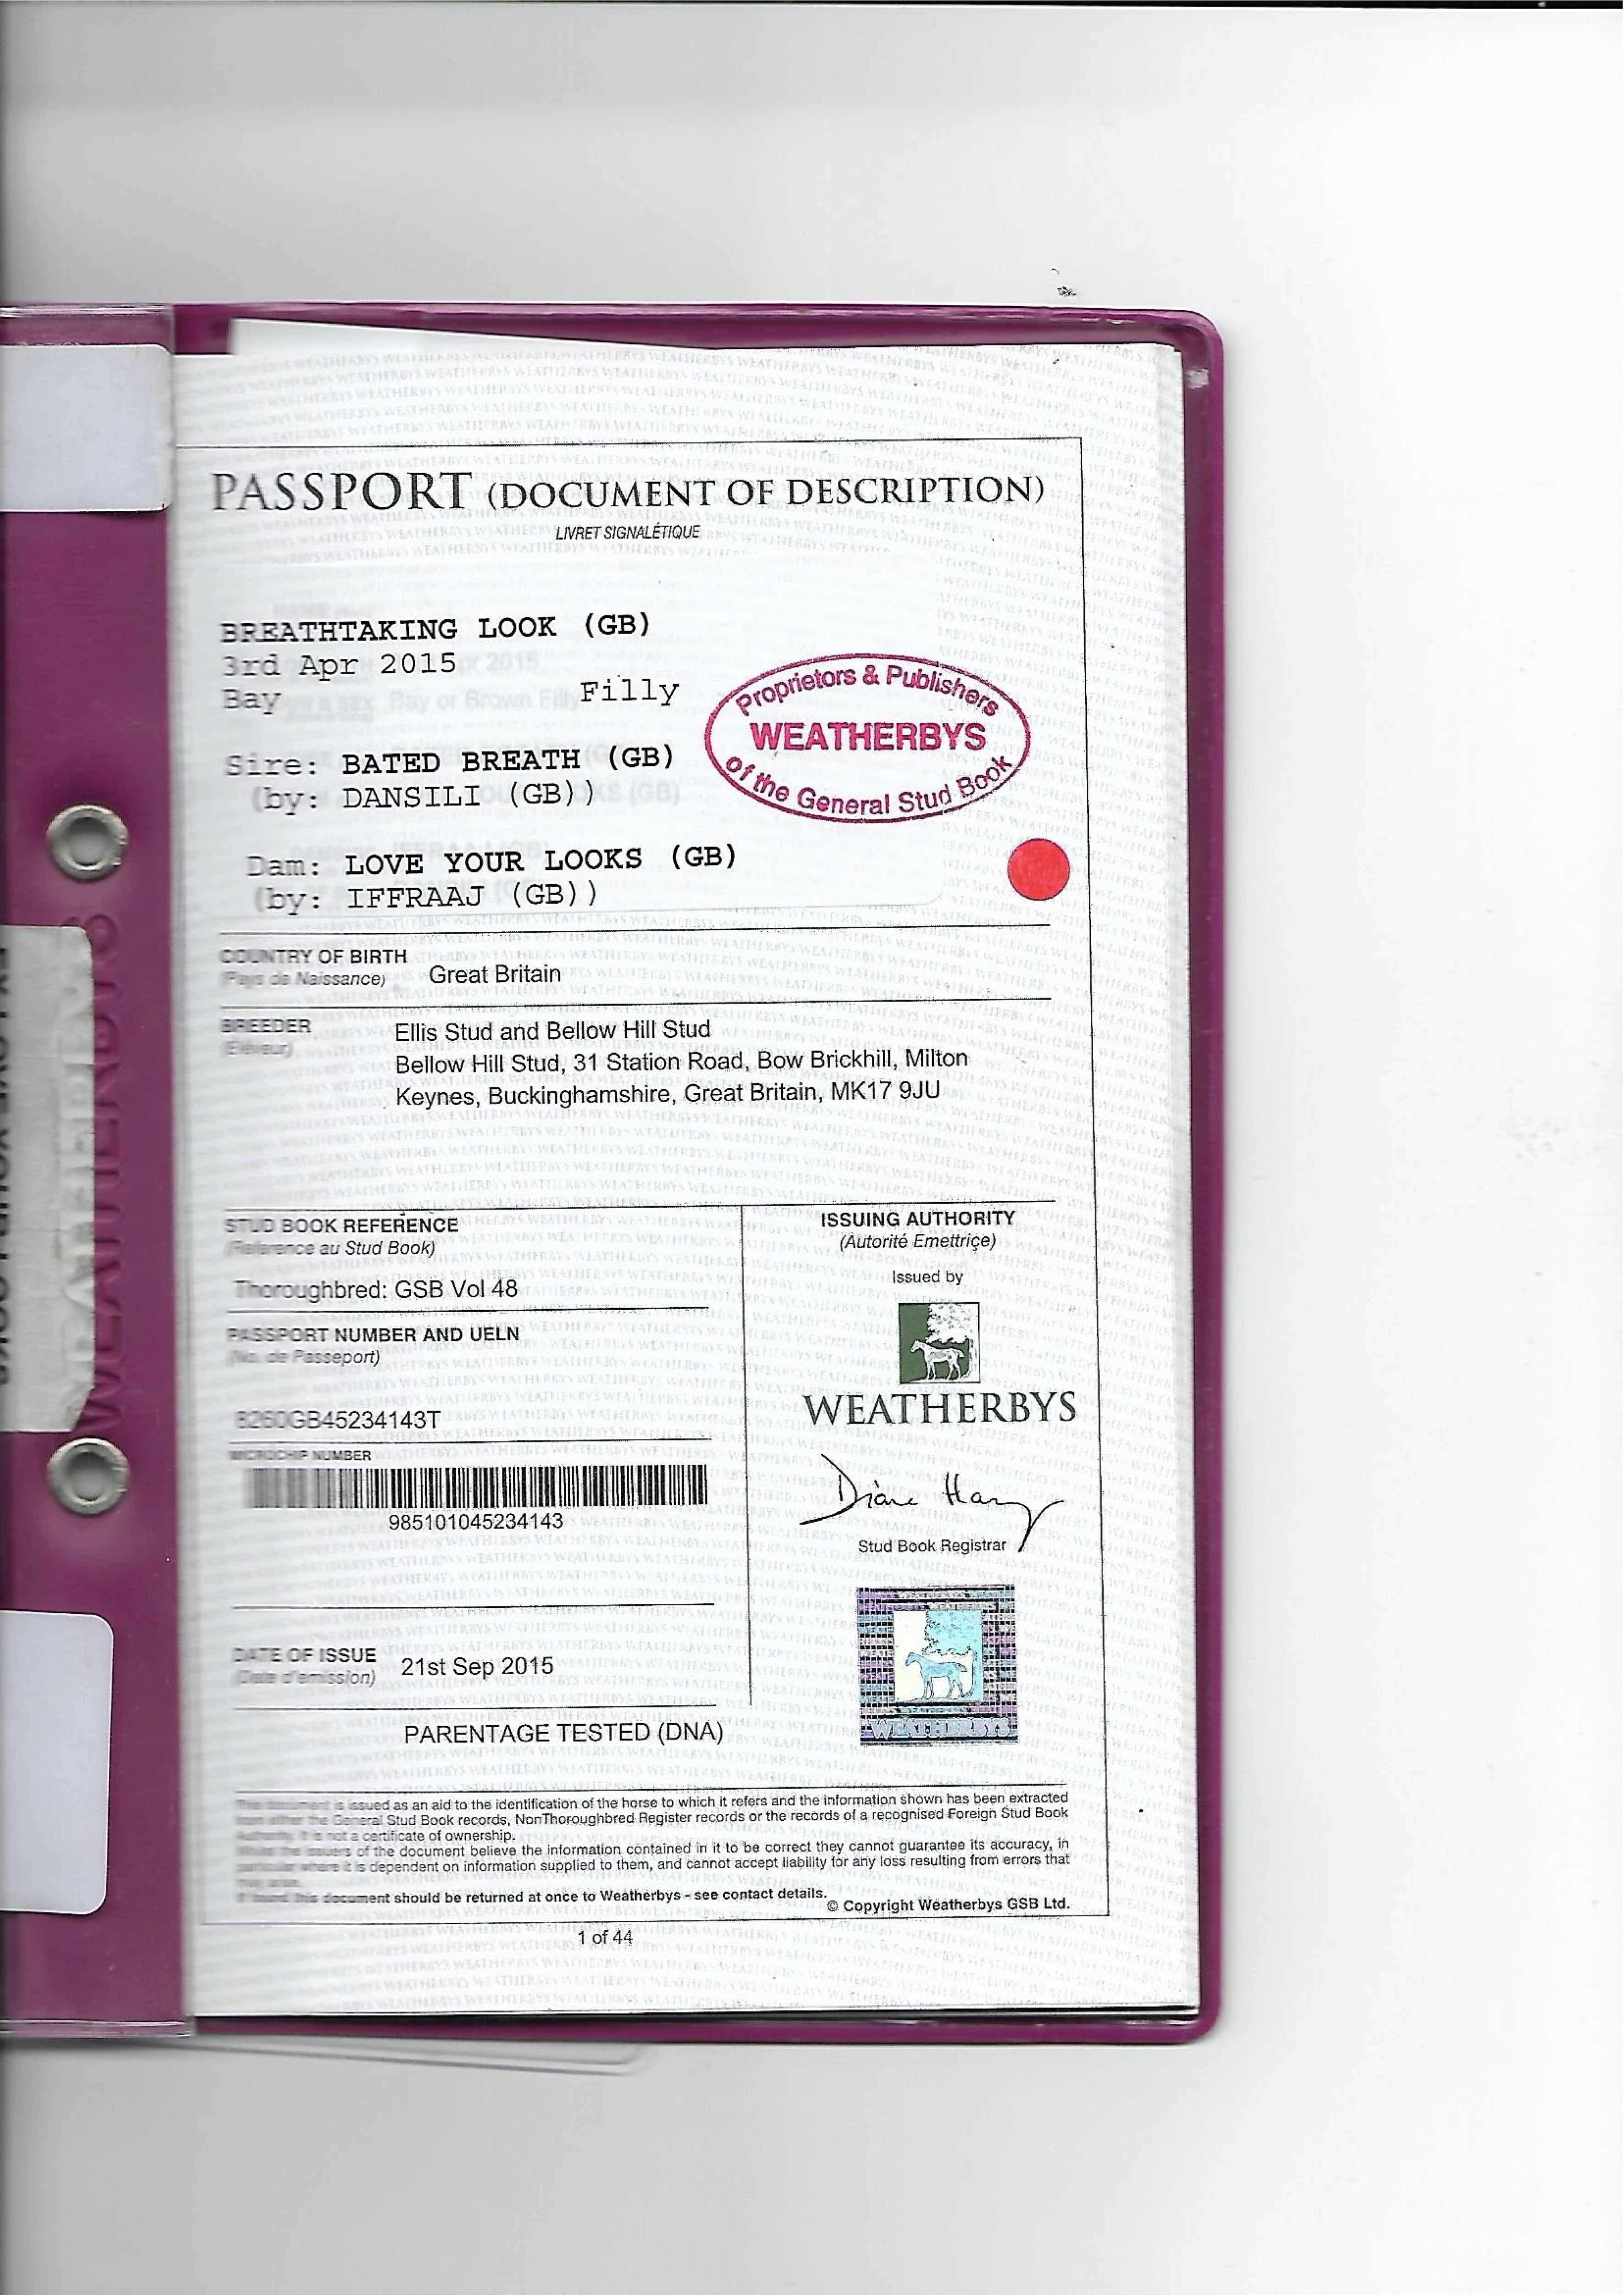 PASSPORT (DOCUMENT OF DESCRIPTION)
LIVRET SIGNALÉTIQUE
BREATHTAKING LOOK (GB)
3rd Apr 2015
Bay Filly
Proprietors & Publishers
WEATHERBYS
of the General Stud Book
Sire: BATED BREATH (GB)
(by: DANSILI (GB))
Dam: LOVE YOUR LOOKS (GB)
(by: IFFRAAJ (GB))
COUNTRY OF BIRTH
(Pays de Naissance) Great Britain
BREEDER Ellis Stud and Bellow Hill Stud
(Eleveur)
Bellow Hill Stud, 31 Station Road, Bow Brickhill, Milton
Keynes, Buckinghamshire, Great Britain, MK17 9JU
STUD BOOK REFERENCE
(Reference au Stud Book)
Thoroughbred: GSB Vol 48
PASSPORT NUMBER AND UELN
(No. de Passeport)
8260GB45234143T
MICROCHIP NUMBER
985101045234143
DATE OF ISSUE
(Date d'emission) 21st Sep 2015
ISSUING AUTHORITY
(Autorité Emettriçe)
Issued by
WEATHERBYS
Stud Book Registrar
WEATHERBYS
PARENTAGE TESTED (DNA)
This document is issued as an aid to the identification of the horse to which it refers and the information shown has been extracted
from either the General Stud Book records, NonThoroughbred Register records or the records of a recognised Foreign Stud Book
Authority. It is not a certificate of ownership.
Whilst the issuers of the document believe the information contained in it to be correct they cannot guarantee its accuracy, in
particular where it is dependent on information supplied to them, and cannot accept liability for any loss resulting from errors that
may arise.
If found this document should be returned at once to Weatherbys - see contact details.
© Copyright Weatherbys GSB Ltd.
1 of 44